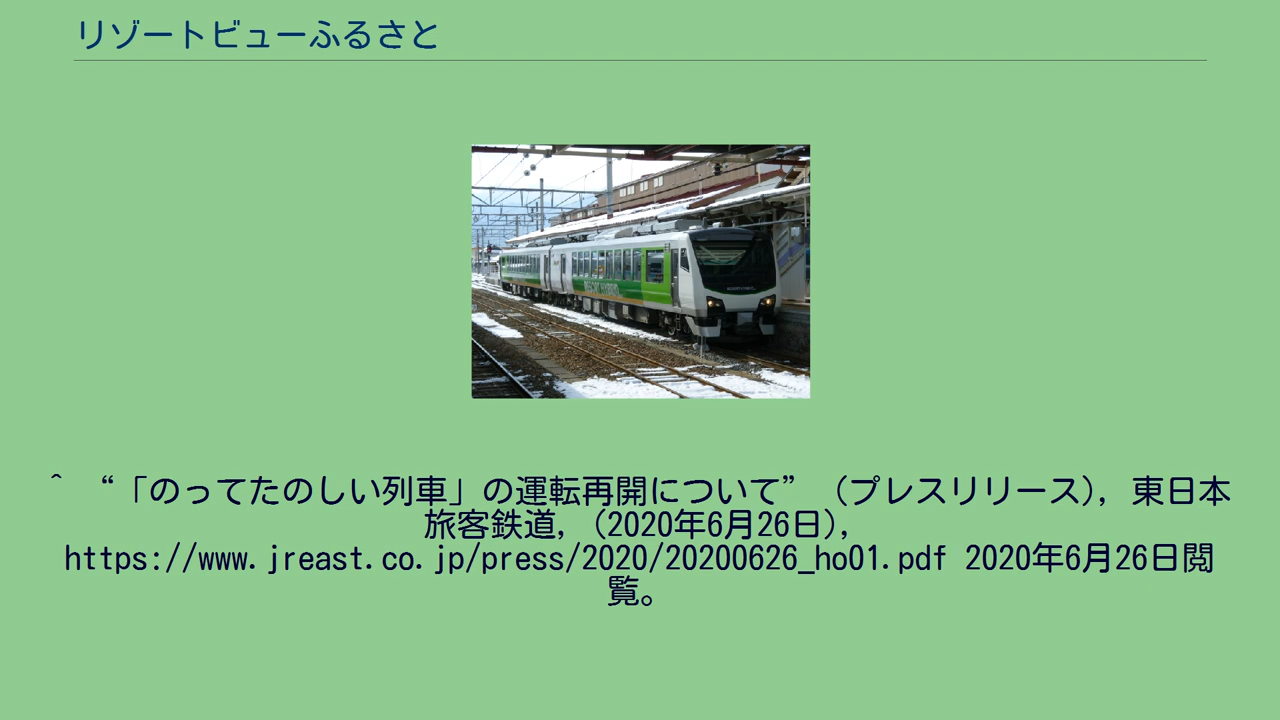 リゾートビューふるさと
RESORT HYBRID
^ “「のってたのしい列車」の運転再開について” (プレスリリース), 東日本
旅客鉄道, (2020年6月26日),
https://www.jreast.co.jp/press/2020/20200626_ho01.pdf 2020年6月26日閲
覧。